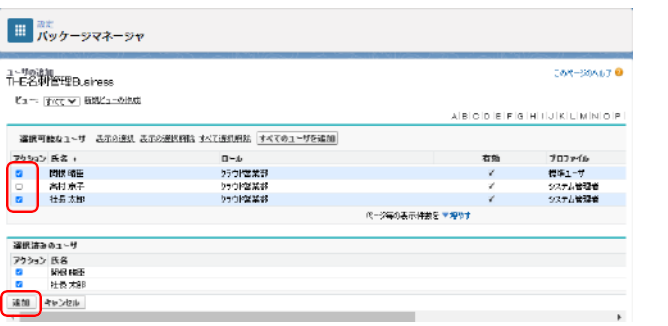 設定
パッケージマネージャ
ユーザの追加
THE名刺管理Business
このページのヘルプ
ビュー: すべて 新規ビューの作成
A | B | C | D | E | F | G | H | I | J | K | L | M | N | O | P |
選択可能なユーザ 表示の選択 表示の選択解除 すべて選択解除 すべてのユーザを追加
アクション 氏名 ↑ ロール 有効 プロファイル
関根 晴臣 クラウド営業部 ✓ 標準ユーザ
高村 京子 クラウド営業部 ✓ システム管理者
社長 太郎 クラウド営業部 ✓ システム管理者
ページ毎の表示件数を ▼増やす
選択済みのユーザ
アクション 氏名
関根 晴臣
社長 太郎
追加 キャンセル